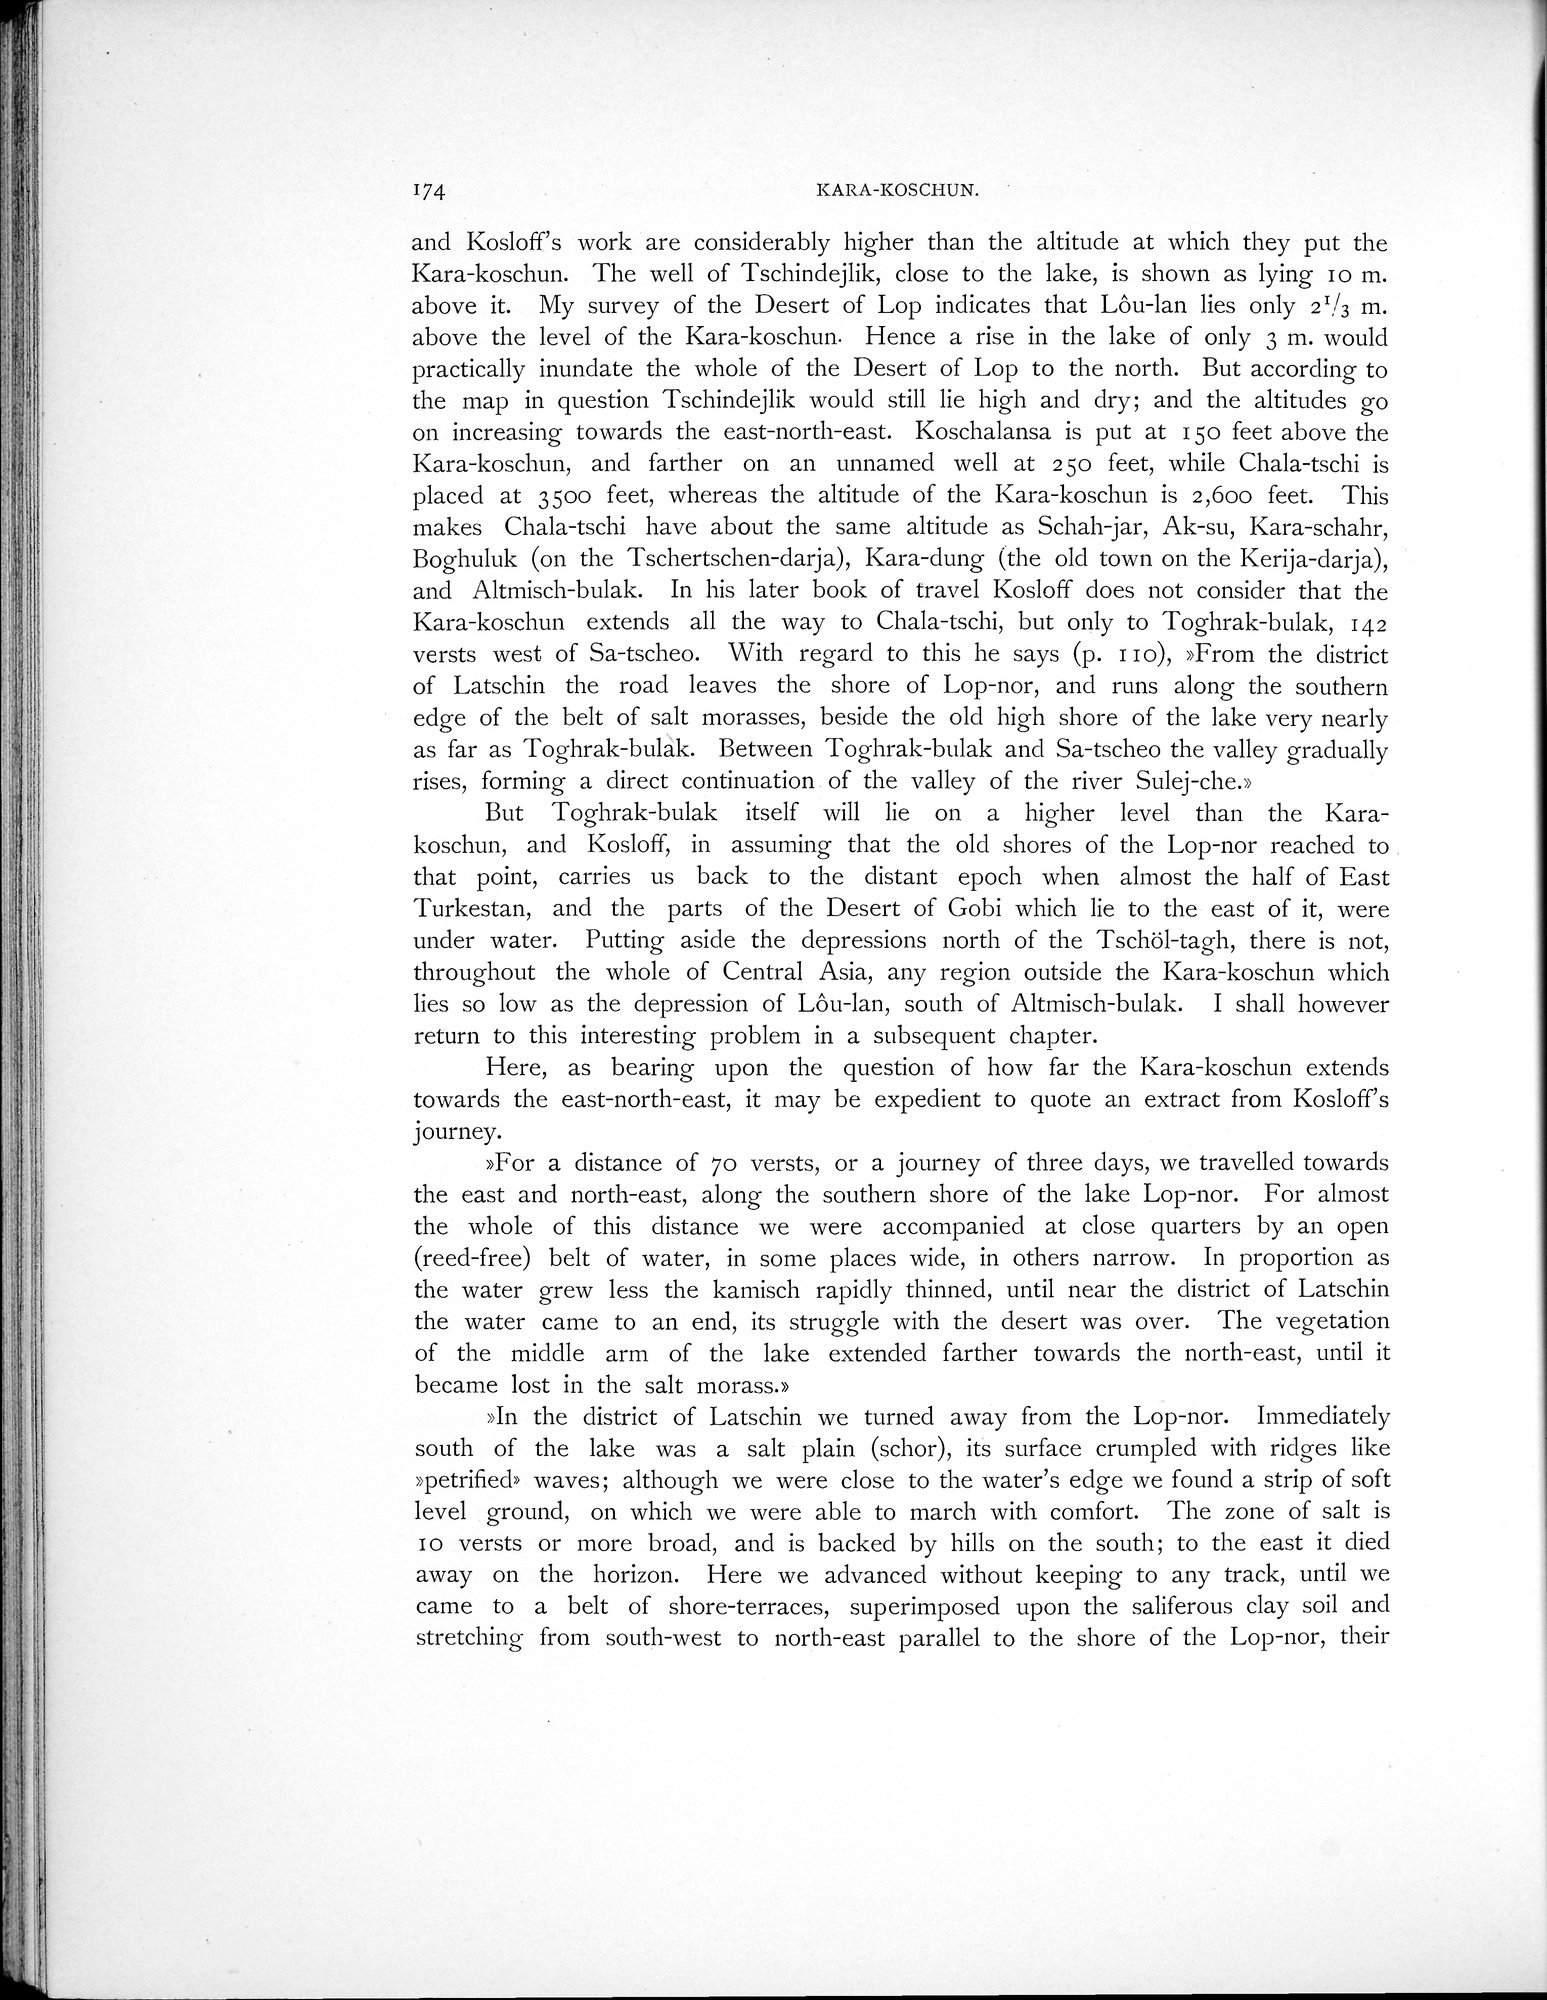 174 KARA-KOSCHUN.
and Kosloff's work are considerably higher than the altitude at which they put the
Kara-koschun. The well of Tschindejlik, close to the lake, is shown as lying 10 m.
above it. My survey of the Desert of Lop indicates that Lôu-lan lies only 2¹/3 m.
above the level of the Kara-koschun. Hence a rise in the lake of only 3 m. would
practically inundate the whole of the Desert of Lop to the north. But according to
the map in question Tschindejlik would still lie high and dry; and the altitudes go
on increasing towards the east-north-east. Koschalansa is put at 150 feet above the
Kara-koschun, and farther on an unnamed well at 250 feet, while Chala-tschi is
placed at 3500 feet, whereas the altitude of the Kara-koschun is 2,600 feet. This
makes Chala-tschi have about the same altitude as Schah-jar, Ak-su, Kara-schahr,
Boghuluk (on the Tschertschen-darja), Kara-dung (the old town on the Kerija-darja),
and Altmisch-bulak. In his later book of travel Kosloff does not consider that the
Kara-koschun extends all the way to Chala-tschi, but only to Toghrak-bulak, 142
versts west of Sa-tscheo. With regard to this he says (p. 110), »From the district
of Latschin the road leaves the shore of Lop-nor, and runs along the southern
edge of the belt of salt morasses, beside the old high shore of the lake very nearly
as far as Toghrak-bulak. Between Toghrak-bulak and Sa-tscheo the valley gradually
rises, forming a direct continuation of the valley of the river Sulej-che.»
But Toghrak-bulak itself will lie on a higher level than the Kara-
koschun, and Kosloff, in assuming that the old shores of the Lop-nor reached to
that point, carries us back to the distant epoch when almost the half of East
Turkestan, and the parts of the Desert of Gobi which lie to the east of it, were
under water. Putting aside the depressions north of the Tschöl-tagh, there is not,
throughout the whole of Central Asia, any region outside the Kara-koschun which
lies so low as the depression of Lôu-lan, south of Altmisch-bulak. I shall however
return to this interesting problem in a subsequent chapter.
Here, as bearing upon the question of how far the Kara-koschun extends
towards the east-north-east, it may be expedient to quote an extract from Kosloff's
journey.
»For a distance of 70 versts, or a journey of three days, we travelled towards
the east and north-east, along the southern shore of the lake Lop-nor. For almost
the whole of this distance we were accompanied at close quarters by an open
(reed-free) belt of water, in some places wide, in others narrow. In proportion as
the water grew less the kamisch rapidly thinned, until near the district of Latschin
the water came to an end, its struggle with the desert was over. The vegetation
of the middle arm of the lake extended farther towards the north-east, until it
became lost in the salt morass.»
»In the district of Latschin we turned away from the Lop-nor. Immediately
south of the lake was a salt plain (schor), its surface crumpled with ridges like
»petrified» waves; although we were close to the water's edge we found a strip of soft
level ground, on which we were able to march with comfort. The zone of salt is
10 versts or more broad, and is backed by hills on the south; to the east it died
away on the horizon. Here we advanced without keeping to any track, until we
came to a belt of shore-terraces, superimposed upon the saliferous clay soil and
stretching from south-west to north-east parallel to the shore of the Lop-nor, their